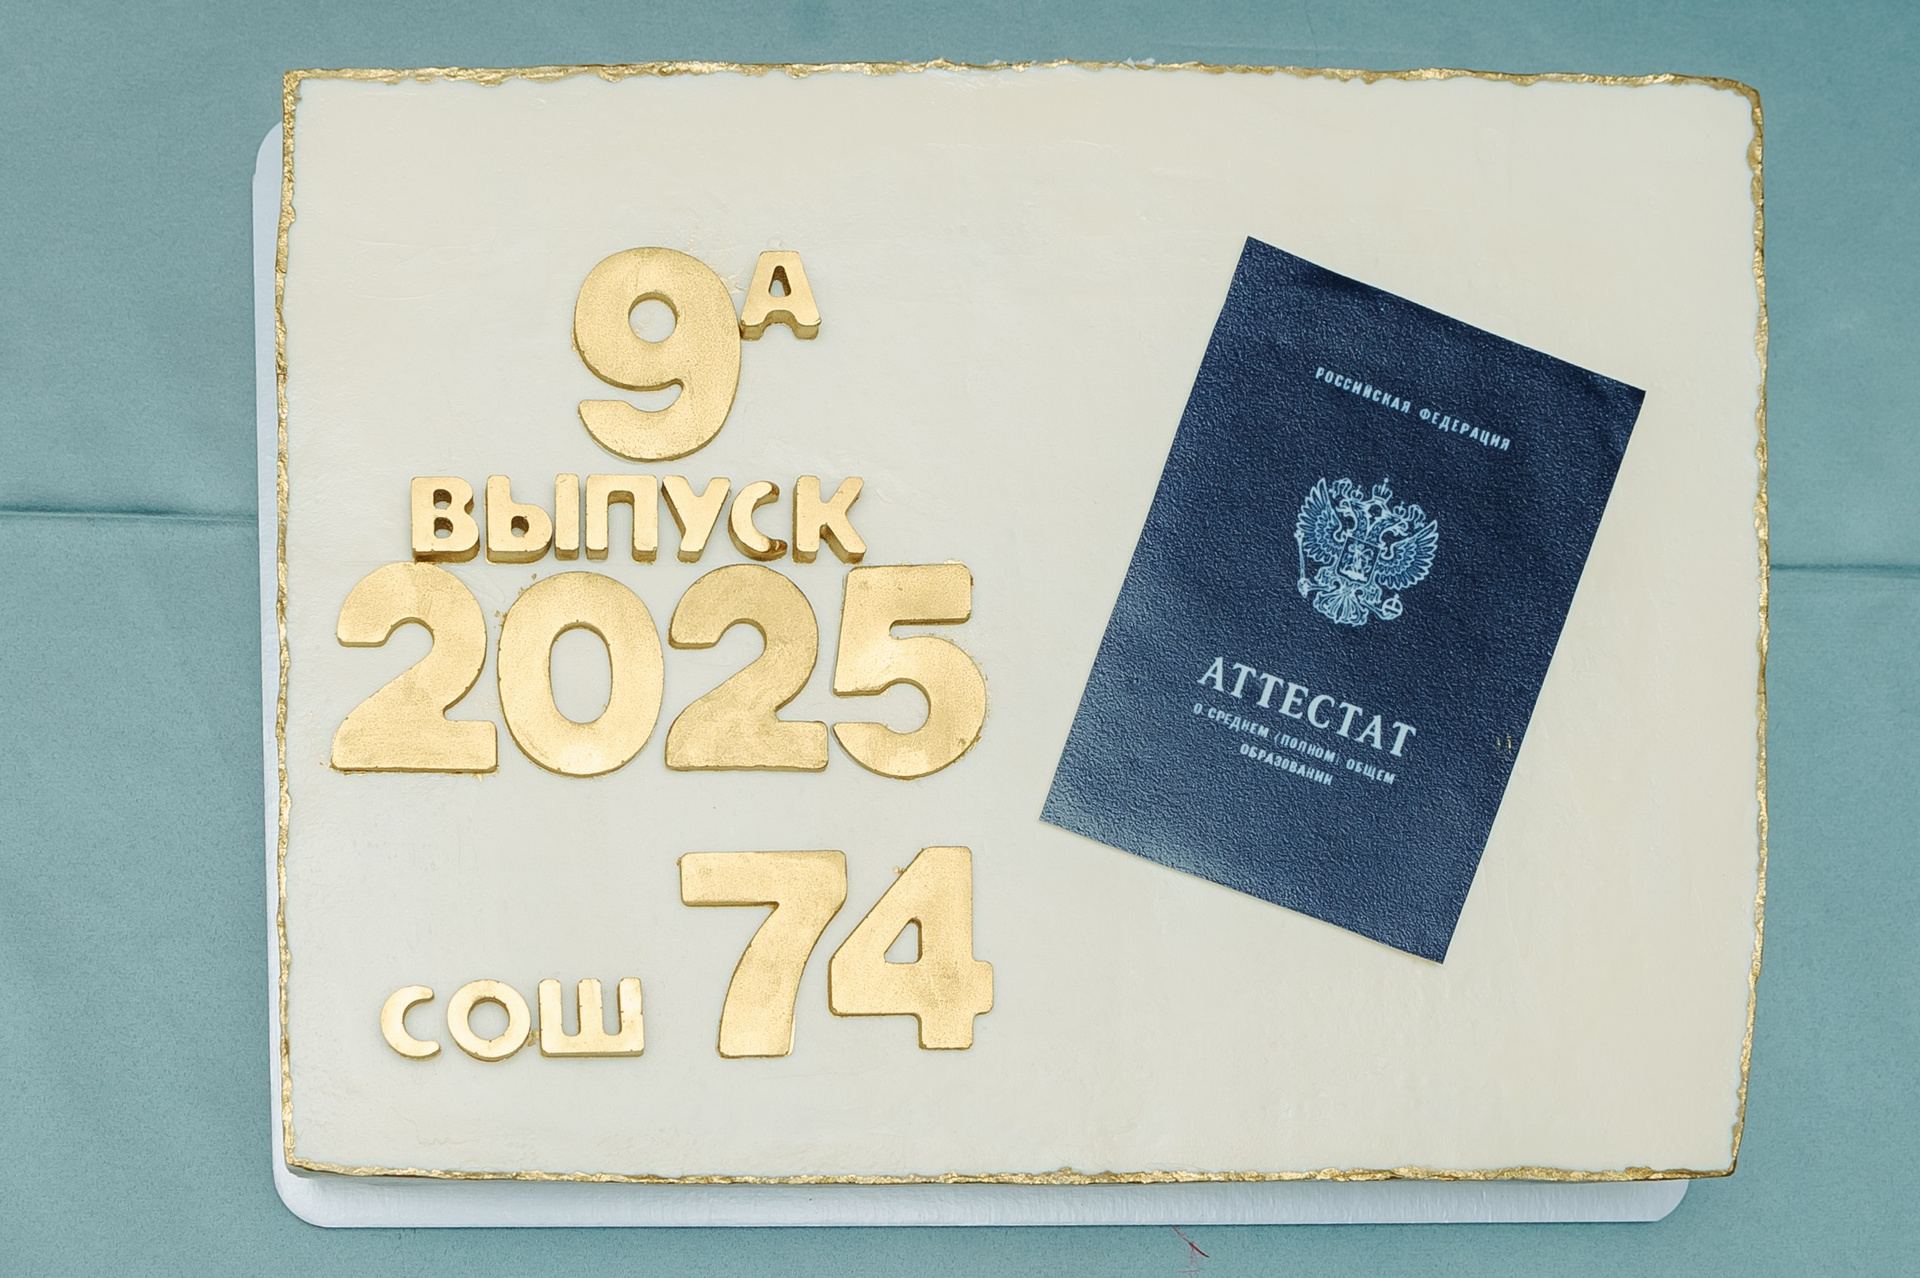 9А
ВЫПУСК
2025
СОШ 74
РОССИЙСКАЯ ФЕДЕРАЦИЯ
АТТЕСТАТ
О СРЕДНЕМ (ПОЛНОМ) ОБЩЕМ
ОБРАЗОВАНИИ